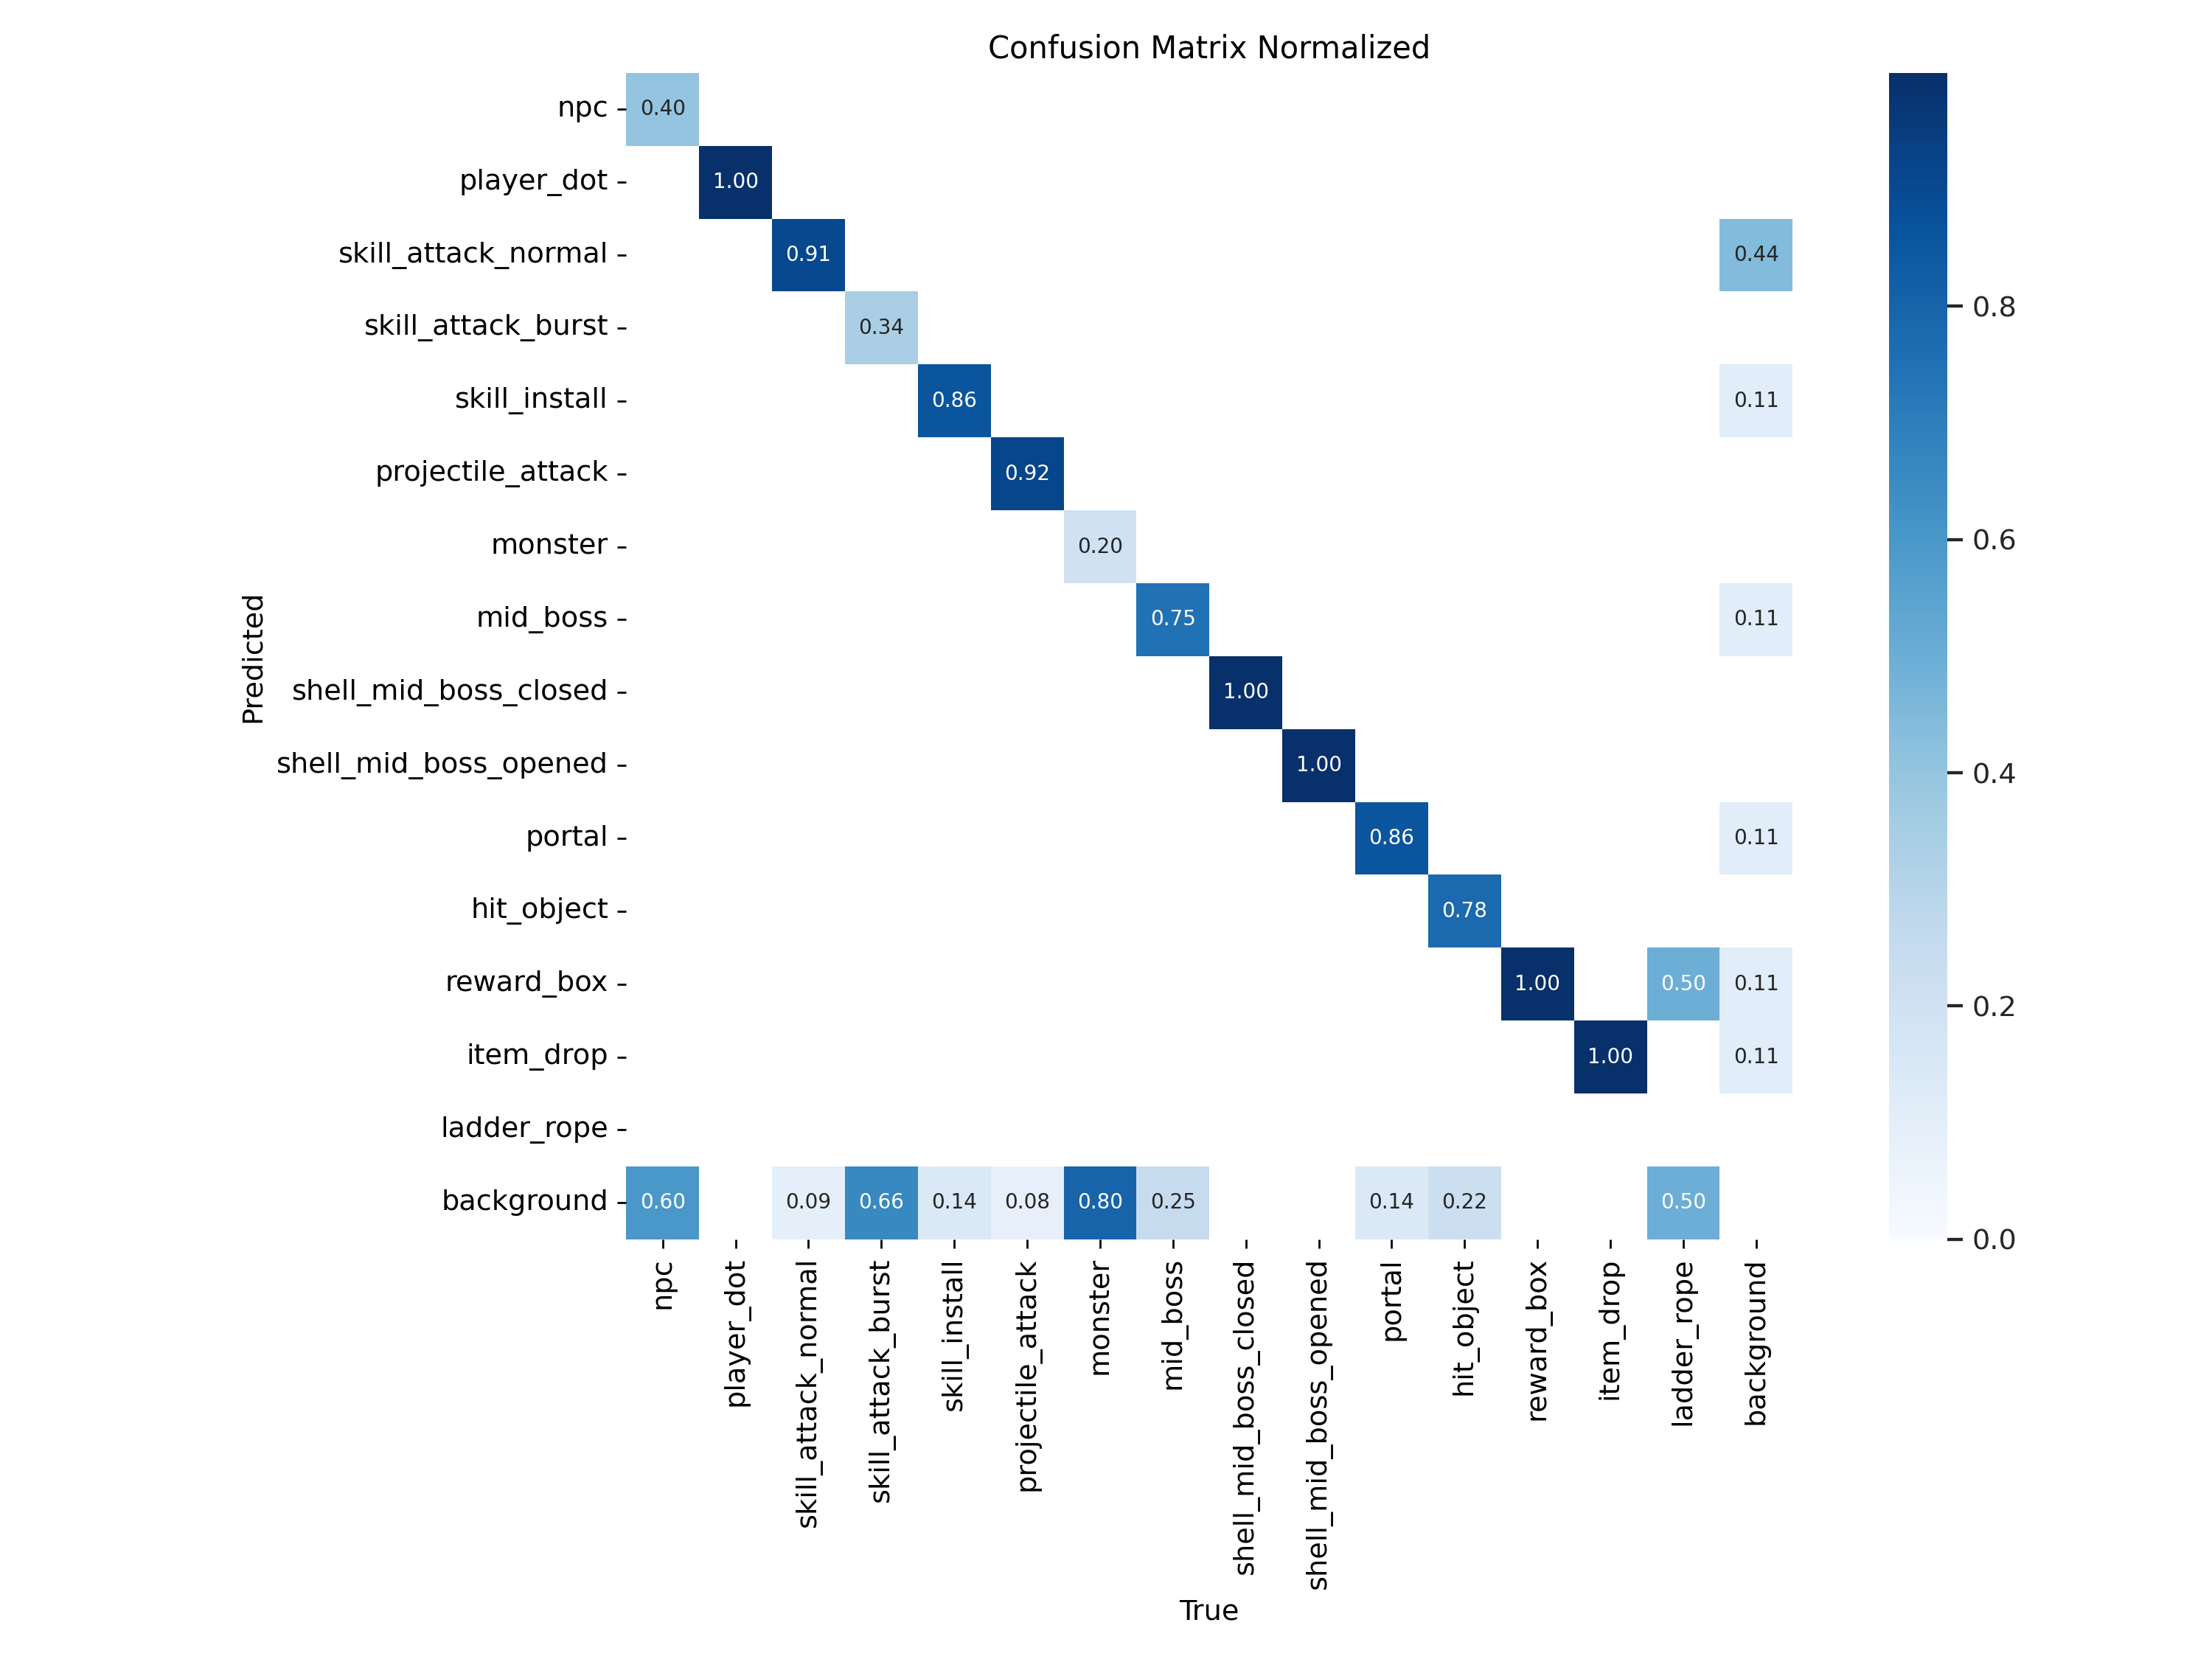 Confusion Matrix Normalized
npc 0.40
player_dot 1.00
skill_attack_normal 0.91 0.44
skill_attack_burst 0.34
skill_install 0.86 0.11
projectile_attack 0.92
monster 0.20
mid_boss 0.75 0.11
shell_mid_boss_closed 1.00
shell_mid_boss_opened 1.00
portal 0.86 0.11
hit_object 0.78
reward_box 1.00 0.50 0.11
item_drop 1.00 0.11
ladder_rope
background 0.60 0.09 0.66 0.14 0.08 0.80 0.25 0.14 0.22 0.50
Predicted
npc
player_dot
skill_attack_normal
skill_attack_burst
skill_install
projectile_attack
monster
mid_boss
shell_mid_boss_closed
shell_mid_boss_opened
portal
hit_object
reward_box
item_drop
ladder_rope
background
True
0.8
0.6
0.4
0.2
0.0